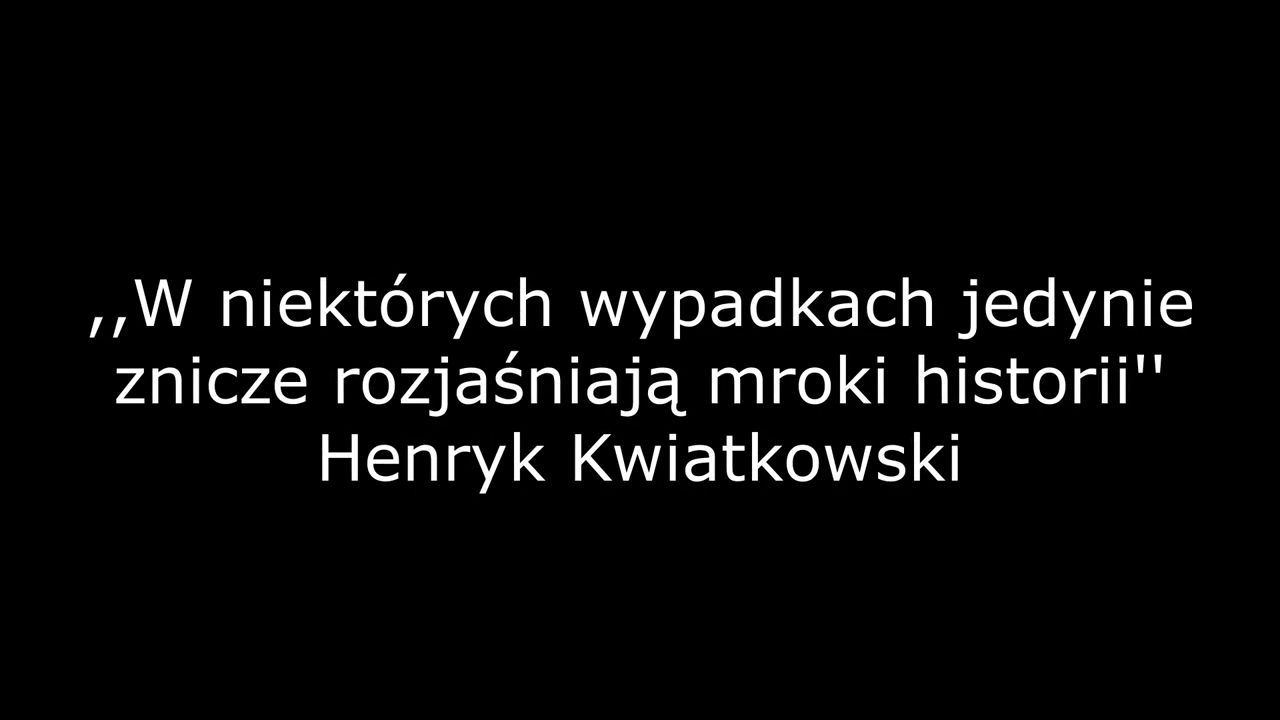 ,,W niektórych wypadkach jedynie
znicze rozjaśniają mroki historii''
Henryk Kwiatkowski